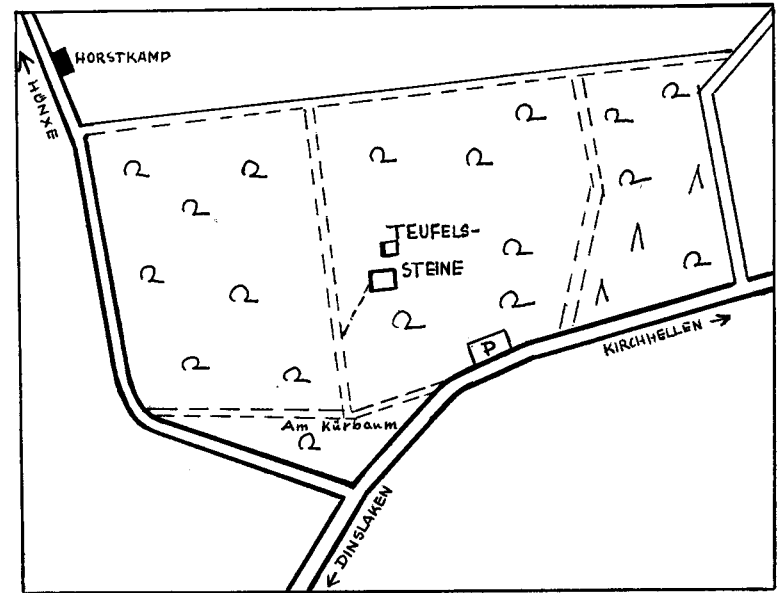 HORSTKAMP
← HÜNXE
TEUFELS-
STEINE
P
KIRCHHELLEN →
Am Kürbaum
← DINSLAKEN